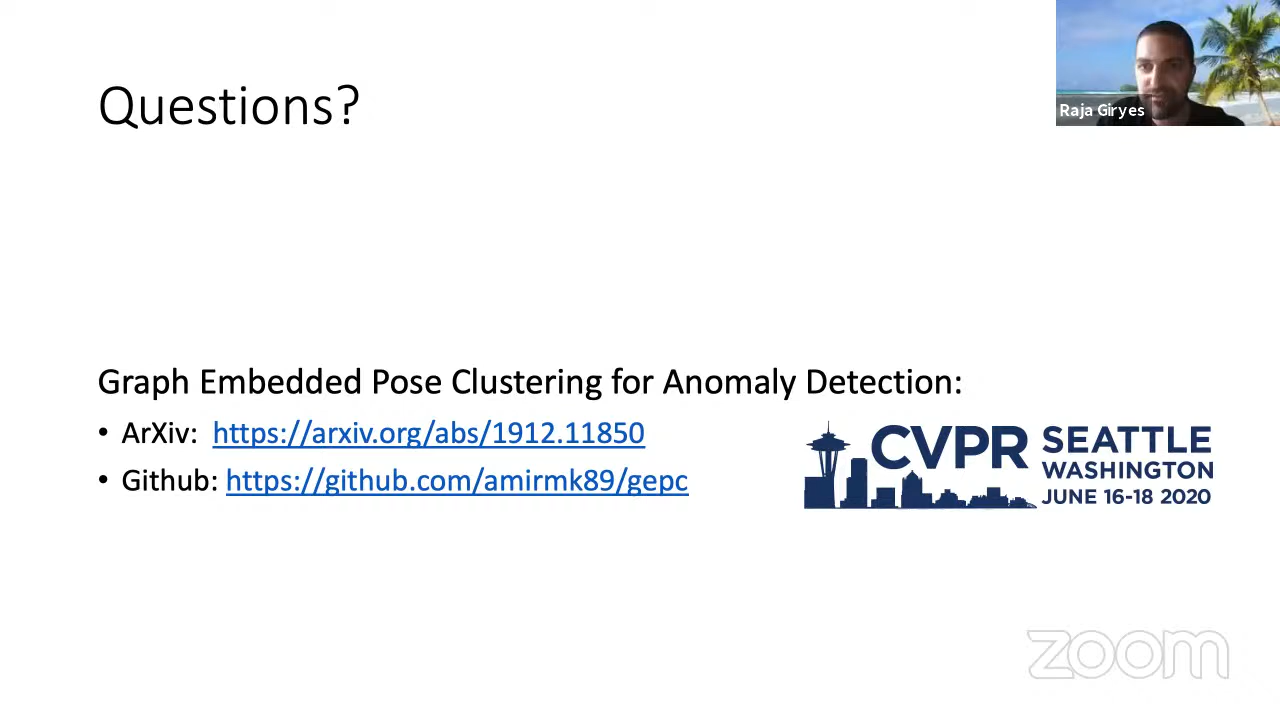 Questions?
Raja Giryes
Graph Embedded Pose Clustering for Anomaly Detection:
• ArXiv: https://arxiv.org/abs/1912.11850
• Github: https://github.com/amirmk89/gepc
CVPR SEATTLE
WASHINGTON
JUNE 16-18 2020
zoom